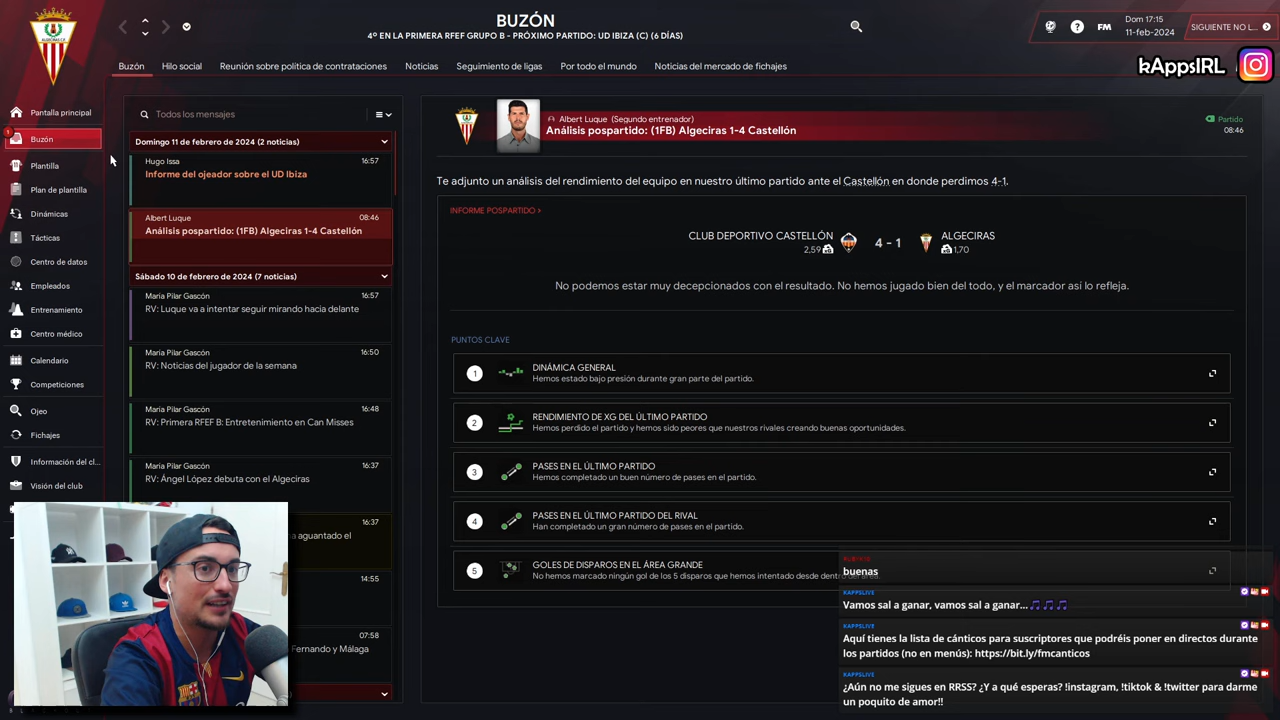 BUZÓN
4º EN LA PRIMERA RFEF GRUPO B - PRÓXIMO PARTIDO: UD IBIZA (C) (6 DÍAS)
FM
Dom 17:15
11-feb-2024
SIGUIENTE NO L...
kAppsIRL
Buzón
Hilo social
Reunión sobre política de contrataciones
Noticias
Seguimiento de ligas
Por todo el mundo
Noticias del mercado de fichajes
Pantalla principal
1
Buzón
Plantilla
Plan de plantilla
Dinámicas
Tácticas
Centro de datos
Empleados
Entrenamiento
Centro médico
Calendario
Competiciones
Ojeo
Fichajes
Información del cl...
Visión del club
Todos los mensajes
Domingo 11 de febrero de 2024 (2 noticias)
Hugo Issa
16:57
Informe del ojeador sobre el UD Ibiza
Albert Luque
08:46
Análisis pospartido: (1FB) Algeciras 1-4 Castellón
Sábado 10 de febrero de 2024 (7 noticias)
María Pilar Gascón
16:57
RV: Luque va a intentar seguir mirando hacia delante
María Pilar Gascón
16:50
RV: Noticias del jugador de la semana
María Pilar Gascón
16:48
RV: Primera RFEF B: Entretenimiento en Can Misses
María Pilar Gascón
16:37
RV: Ángel López debuta con el Algeciras
16:37
aguantado el
14:55
07:58
Fernando y Málaga
Albert Luque (Segundo entrenador)
Análisis pospartido: (1FB) Algeciras 1-4 Castellón
Partido
08:46
Te adjunto un análisis del rendimiento del equipo en nuestro último partido ante el Castellón en donde perdimos 4-1.
INFORME POSPARTIDO >
CLUB DEPORTIVO CASTELLÓN
2,59
4 - 1
ALGECIRAS
1,70
No podemos estar muy decepcionados con el resultado. No hemos jugado bien del todo, y el marcador así lo refleja.
PUNTOS CLAVE
1
DINÁMICA GENERAL
Hemos estado bajo presión durante gran parte del partido.
2
RENDIMIENTO DE XG DEL ÚLTIMO PARTIDO
Hemos perdido el partido y hemos sido peores que nuestros rivales creando buenas oportunidades.
3
PASES EN EL ÚLTIMO PARTIDO
Hemos completado un buen número de pases en el partido.
4
PASES EN EL ÚLTIMO PARTIDO DEL RIVAL
Han completado un gran número de pases en el partido.
5
GOLES DE DISPAROS EN EL ÁREA GRANDE
No hemos marcado ningún gol de los 5 disparos que hemos intentado desde dentro del área.
buenas
KAPPSLIVE
Vamos sal a ganar, vamos sal a ganar...
KAPPSLIVE
Aquí tienes la lista de cánticos para suscriptores que podréis poner en directos durante
los partidos (no en menús): https://bit.ly/fmcanticos
KAPPSLIVE
¿Aún no me sigues en RRSS? ¿Y a qué esperas? !instagram, !tiktok & !twitter para darme
un poquito de amor!!